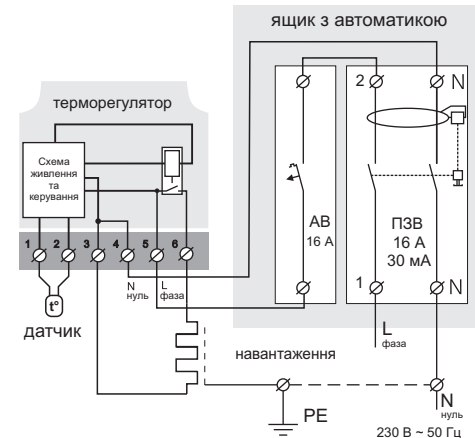 ящик з автоматикою
терморегулятор
Схема
живлення
та
керування
1 2 3 4 5 6
N
нуль
L
фаза
t°
датчик
АВ
16 А
2
N
ПЗВ
16 А
30 мА
1
N
L
фаза
навантаження
PE
N
нуль
230 В ~ 50 Гц